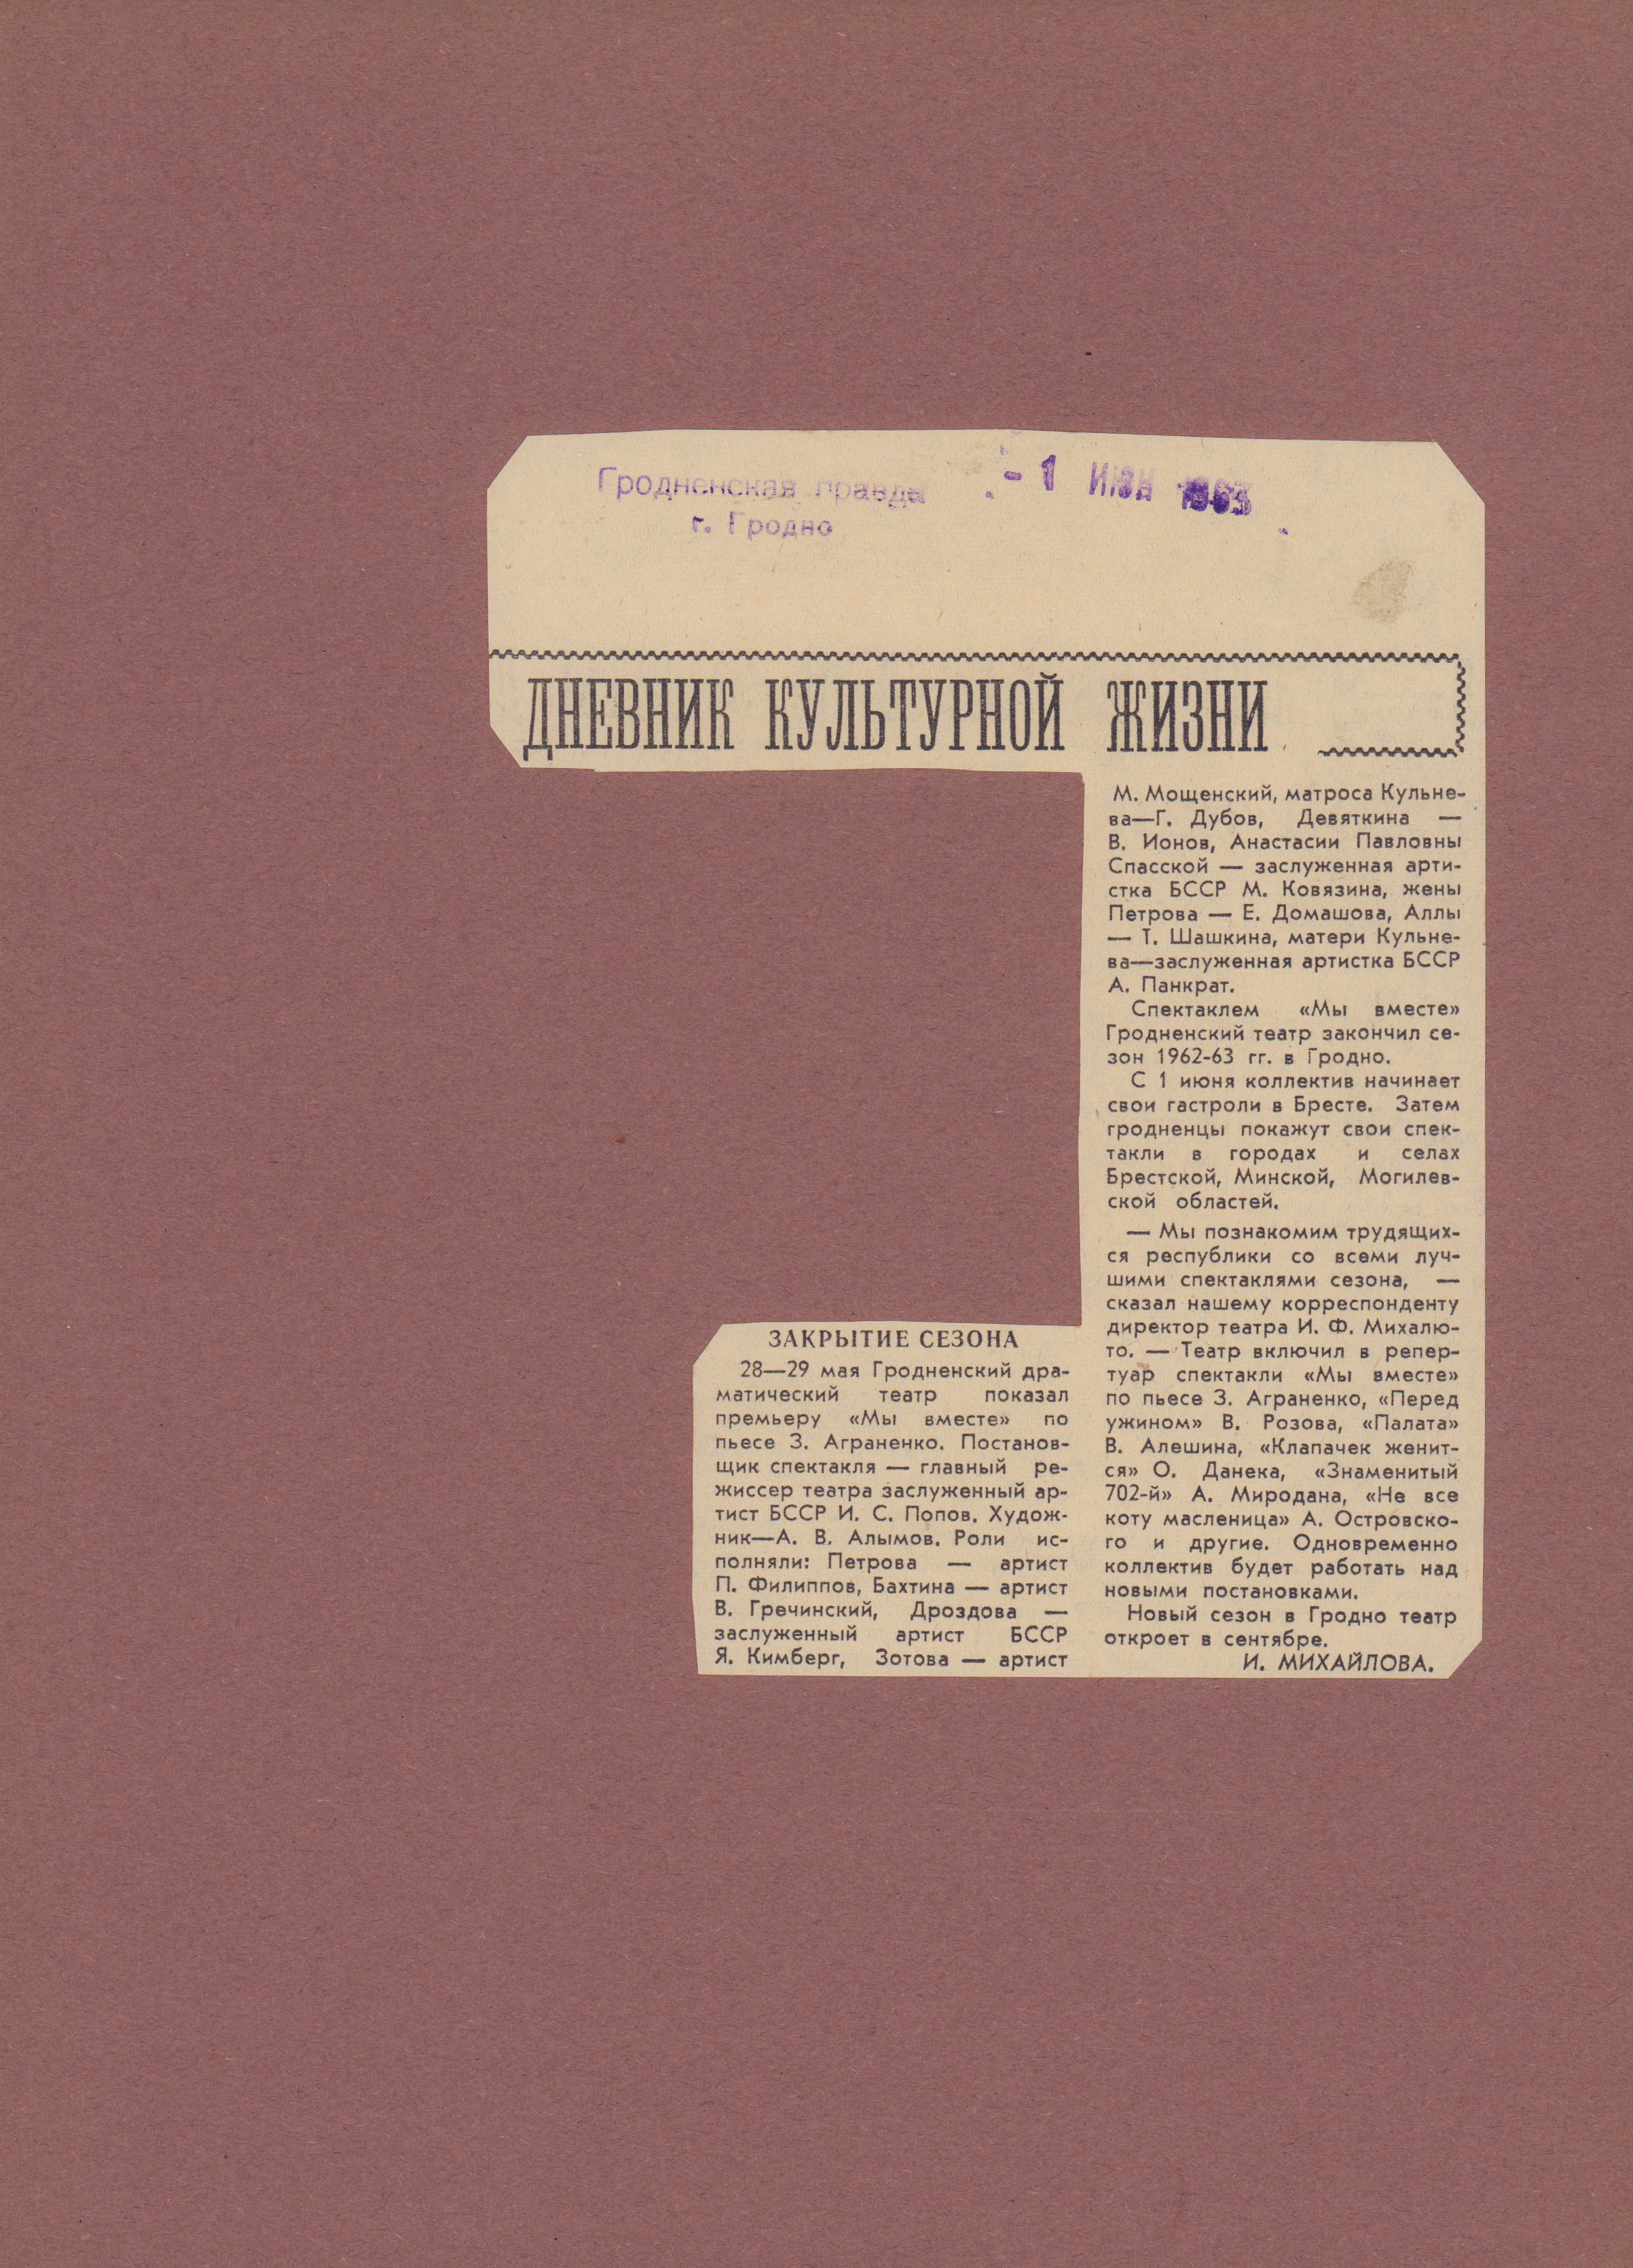 Гродненская правда
г. Гродно
- 1 ИЮН 1963
ДНЕВНИК КУЛЬТУРНОЙ ЖИЗНИ
ЗАКРЫТИЕ СЕЗОНА
28—29 мая Гродненский дра-
матический театр показал
премьеру «Мы вместе» по
пьесе З. Аграненко. Постанов-
щик спектакля — главный ре-
жиссер театра заслуженный ар-
тист БССР И. С. Попов. Худож-
ник—А. В. Алымов. Роли ис-
полняли: Петрова — артист
П. Филиппов, Бахтина — артист
В. Гречинский, Дроздова —
заслуженный артист БССР
Я. Кимберг, Зотова — артист
М. Мощенский, матроса Кульне-
ва—Г. Дубов, Девяткина —
В. Ионов, Анастасии Павловны
Спасской — заслуженная арти-
стка БССР М. Ковязина, жены
Петрова — Е. Домашова, Аллы
— Т. Шашкина, матери Кульне-
ва—заслуженная артистка БССР
А. Панкрат.
Спектаклем «Мы вместе»
Гродненский театр закончил се-
зон 1962-63 гг. в Гродно.
С 1 июня коллектив начинает
свои гастроли в Бресте. Затем
гродненцы покажут свои спек-
такли в городах и селах
Брестской, Минской, Могилев-
ской областей.
— Мы познакомим трудящих-
ся республики со всеми луч-
шими спектаклями сезона, —
сказал нашему корреспонденту
директор театра И. Ф. Михалю-
то. — Театр включил в репер-
туар спектакли «Мы вместе»
по пьесе З. Аграненко, «Перед
ужином» В. Розова, «Палата»
В. Алешина, «Клапачек женит-
ся» О. Данека, «Знаменитый
702-й» А. Миродана, «Не все
коту масленица» А. Островско-
го и другие. Одновременно
коллектив будет работать над
новыми постановками.
Новый сезон в Гродно театр
откроет в сентябре.
И. МИХАЙЛОВА.